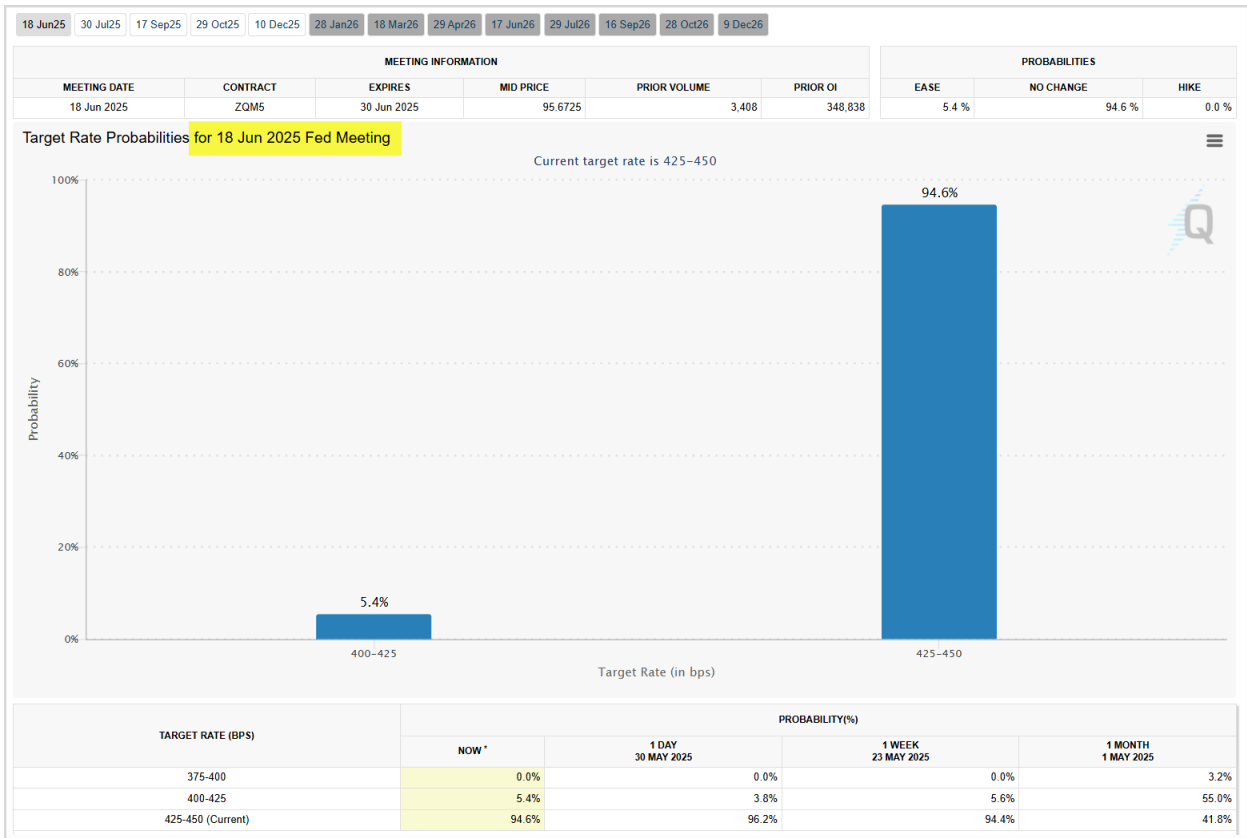 18 Jun25 30 Jul25 17 Sep25 29 Oct25 10 Dec25 28 Jan26 18 Mar26 29 Apr26 17 Jun26 29 Jul26 16 Sep26 28 Oct26 9 Dec26
MEETING INFORMATION
MEETING DATE CONTRACT EXPIRES MID PRICE PRIOR VOLUME PRIOR OI
18 Jun 2025 ZQM5 30 Jun 2025 95.6725 3,408 348,838
PROBABILITIES
EASE NO CHANGE HIKE
5.4 % 94.6 % 0.0 %
Target Rate Probabilities for 18 Jun 2025 Fed Meeting
Current target rate is 425–450
100%
80%
60%
40%
20%
0%
Probability
5.4%
94.6%
Q
400–425
425–450
Target Rate (in bps)
TARGET RATE (BPS) PROBABILITY(%)
NOW * 1 DAY 1 WEEK 1 MONTH
30 MAY 2025 23 MAY 2025 1 MAY 2025
375-400 0.0% 0.0% 0.0% 3.2%
400-425 5.4% 3.8% 5.6% 55.0%
425-450 (Current) 94.6% 96.2% 94.4% 41.8%